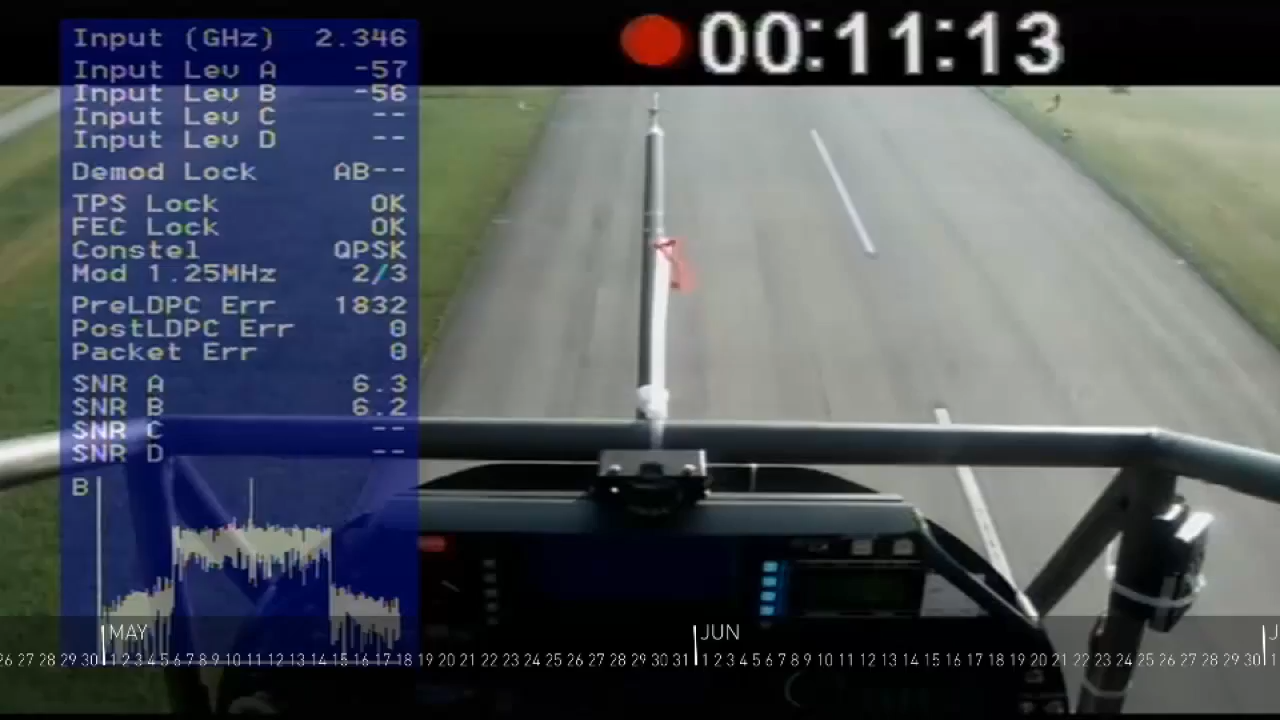 00:11:13
Input (GHz) 2.346
Input Lev A -57
Input Lev B -56
Input Lev C --
Input Lev D --
Demod Lock AB--
TPS Lock OK
FEC Lock OK
Constel QPSK
Mod 1.25MHz 2/3
PreLDPC Err 1832
PostLDPC Err 0
Packet Err 0
SNR A 6.3
SNR B 6.2
SNR C --
SNR D --
B
MAY JUN J
26 27 28 29 30 1 2 3 4 5 6 7 8 9 10 11 12 13 14 15 16 17 18 19 20 21 22 23 24 25 26 27 28 29 30 31 1 2 3 4 5 6 7 8 9 10 11 12 13 14 15 16 17 18 19 20 21 22 23 24 25 26 27 28 29 30 1